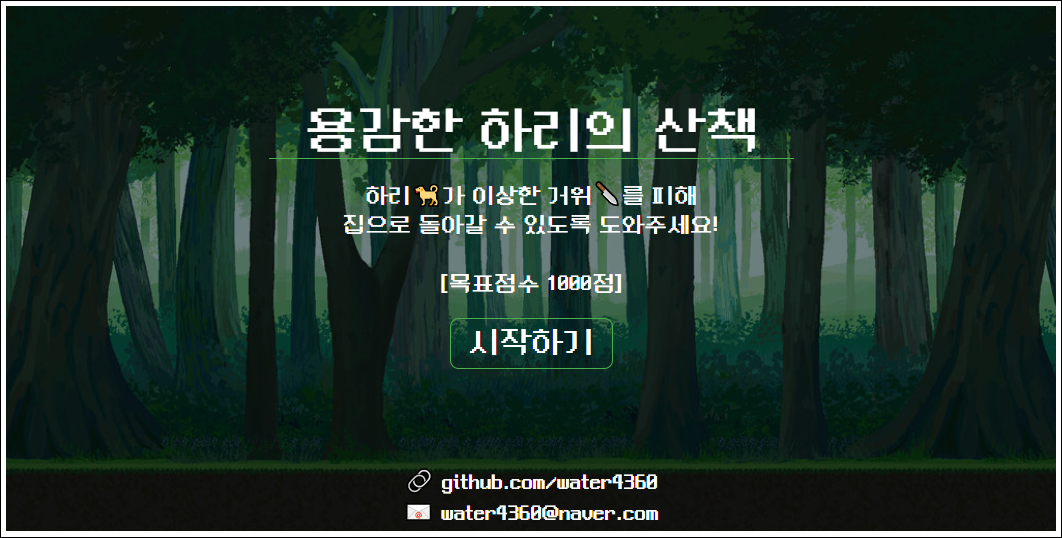 용감한 하리의 산책
하리🐕가 이상한 거위🔪를 피해
집으로 돌아갈 수 있도록 도와주세요!
[목표점수 1000점]
시작하기
github.com/water4360
water4360@naver.com